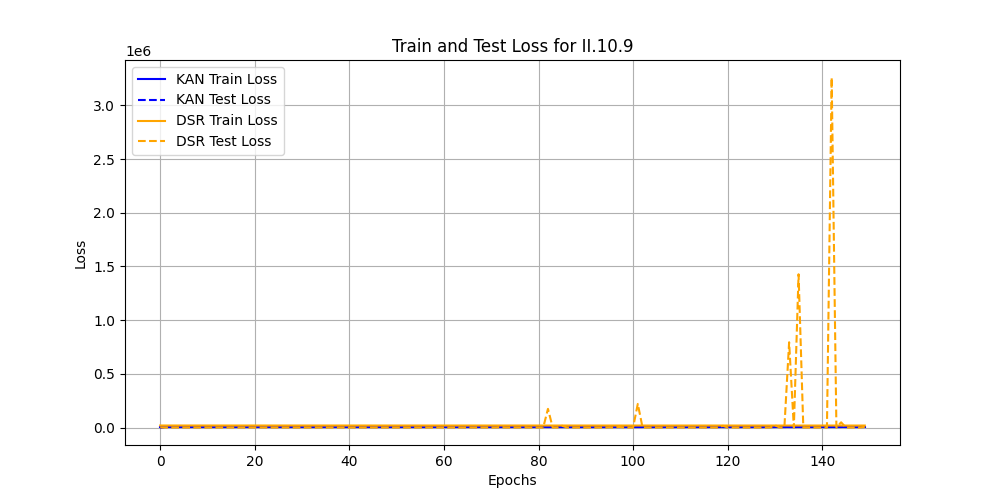 Train and Test Loss for II.10.9
1e6
KAN Train Loss
KAN Test Loss
DSR Train Loss
DSR Test Loss
3.0
2.5
2.0
1.5
1.0
0.5
0.0
Loss
0 20 40 60 80 100 120 140
Epochs